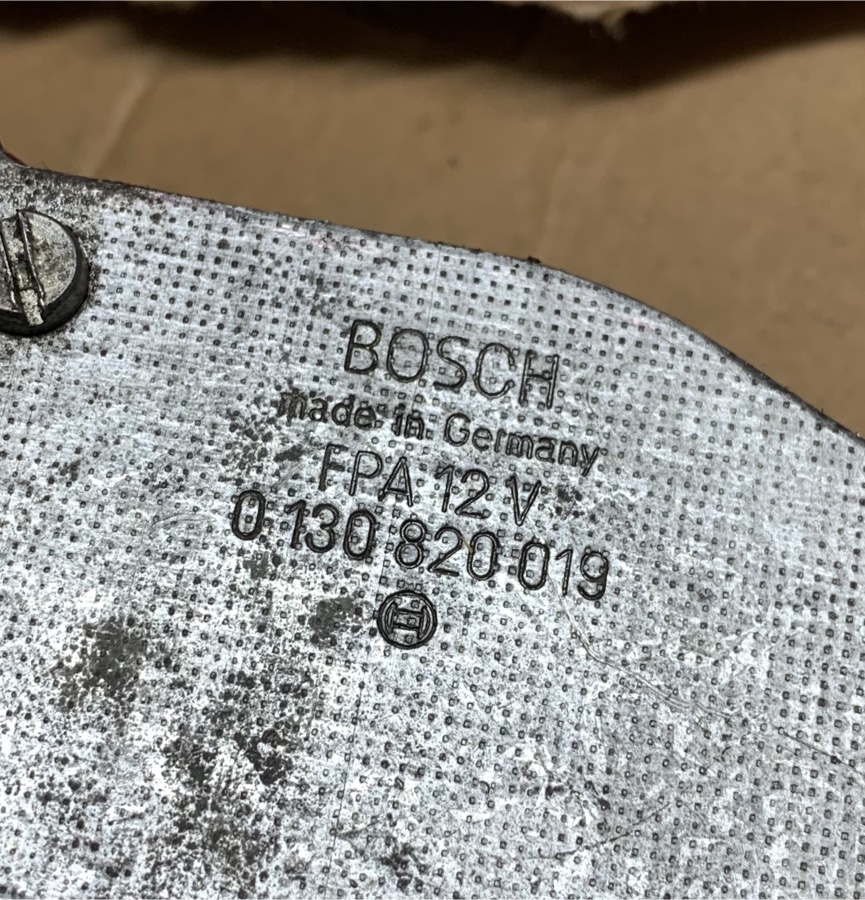 BOSCH
made in Germany
FPA 12 V
0 130 820 019